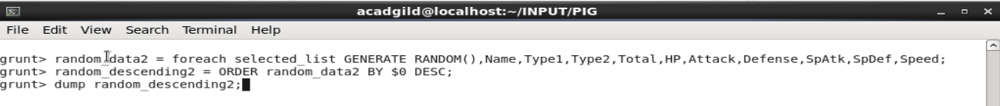 acadgild@localhost:~/INPUT/PIG
File Edit View Search Terminal Help
grunt> random_data2 = foreach selected_list GENERATE RANDOM(),Name,Type1,Type2,Total,HP,Attack,Defense,SpAtk,SpDef,Speed;
grunt> random_descending2 = ORDER random_data2 BY $0 DESC;
grunt> dump random_descending2;